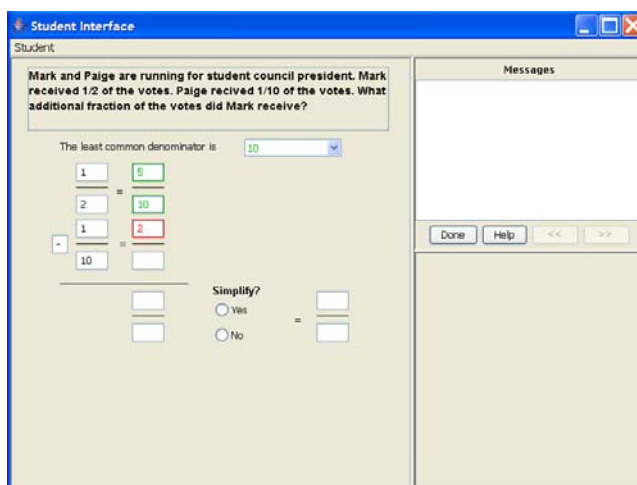 Student Interface
Student
Mark and Paige are running for student council president. Mark
received 1/2 of the votes. Paige recived 1/10 of the votes. What
additional fraction of the votes did Mark receive?
The least common denominator is 10
1 5
=
2 10
1 2
- =
10
Simplify?
Yes
=
No
Messages
Done Help << >>